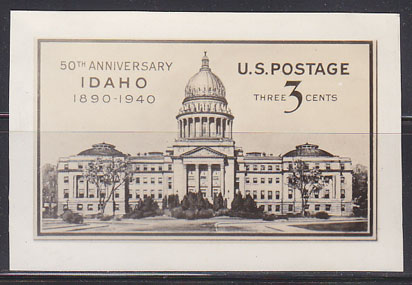 50TH ANNIVERSARY
IDAHO
1890-1940
U.S. POSTAGE
THREE 3 CENTS